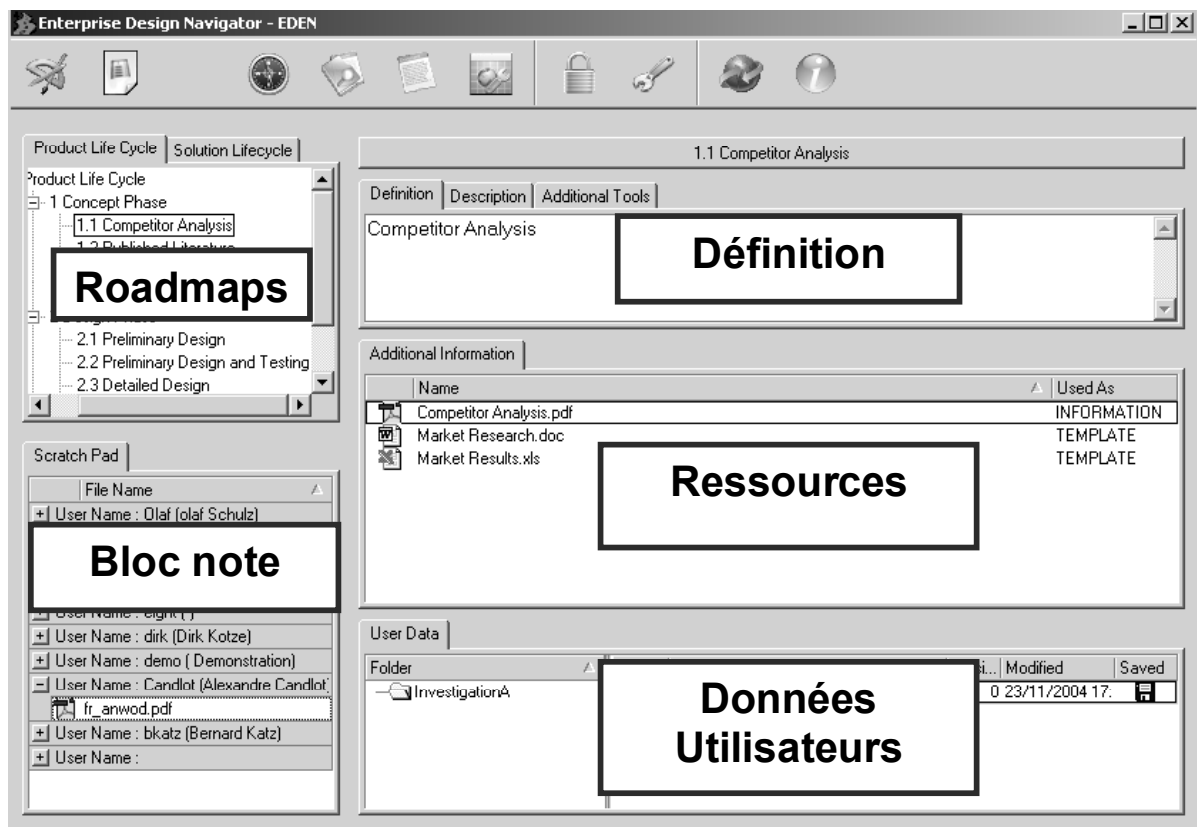 Enterprise Design Navigator - EDEN
Product Life Cycle
Solution Lifecycle
Product Life Cycle
1 Concept Phase
1.1 Competitor Analysis
Roadmaps
2.1 Preliminary Design
2.2 Preliminary Design and Testing
2.3 Detailed Design
Scratch Pad
File Name
User Name : Olaf (olaf Schulz)
Bloc note
User Name : eight ( )
User Name : dirk (Dirk Kotze)
User Name : demo ( Demonstration)
User Name : Candlot (Alexandre Candlot)
fr_anwod.pdf
User Name : bkatz (Bernard Katz)
User Name :
1.1 Competitor Analysis
Definition
Description
Additional Tools
Competitor Analysis
Définition
Additional Information
Name
Used As
Competitor Analysis.pdf
INFORMATION
Market Research.doc
TEMPLATE
Market Results.xls
TEMPLATE
Ressources
User Data
Folder
si...
Modified
Saved
InvestigationA
0
23/11/2004 17:
Données
Utilisateurs